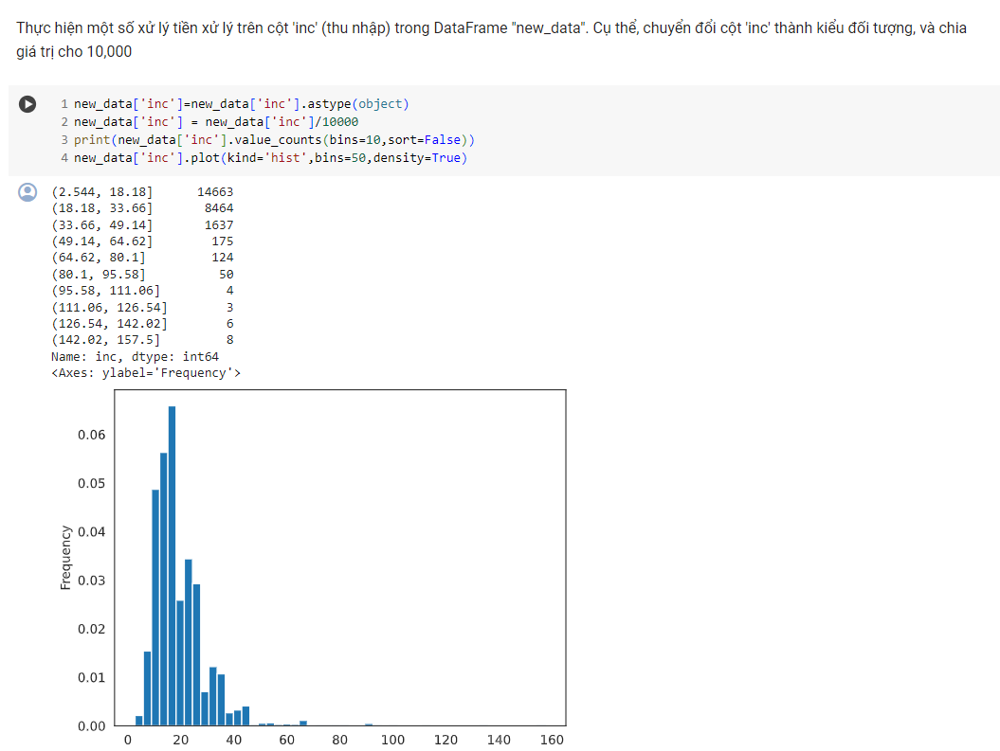 Thực hiện một số xử lý tiền xử lý trên cột 'inc' (thu nhập) trong DataFrame "new_data". Cụ thể, chuyển đổi cột 'inc' thành kiểu đối tượng, và chia
giá trị cho 10,000
1 new_data['inc']=new_data['inc'].astype(object)
2 new_data['inc'] = new_data['inc']/10000
3 print(new_data['inc'].value_counts(bins=10,sort=False))
4 new_data['inc'].plot(kind='hist',bins=50,density=True)
(2.544, 18.18] 14663
(18.18, 33.66] 8464
(33.66, 49.14] 1637
(49.14, 64.62] 175
(64.62, 80.1] 124
(80.1, 95.58] 50
(95.58, 111.06] 4
(111.06, 126.54] 3
(126.54, 142.02] 6
(142.02, 157.5] 8
Name: inc, dtype: int64
<Axes: ylabel='Frequency'>
0.06
0.05
0.04
Frequency
0.03
0.02
0.01
0.00
0 20 40 60 80 100 120 140 160